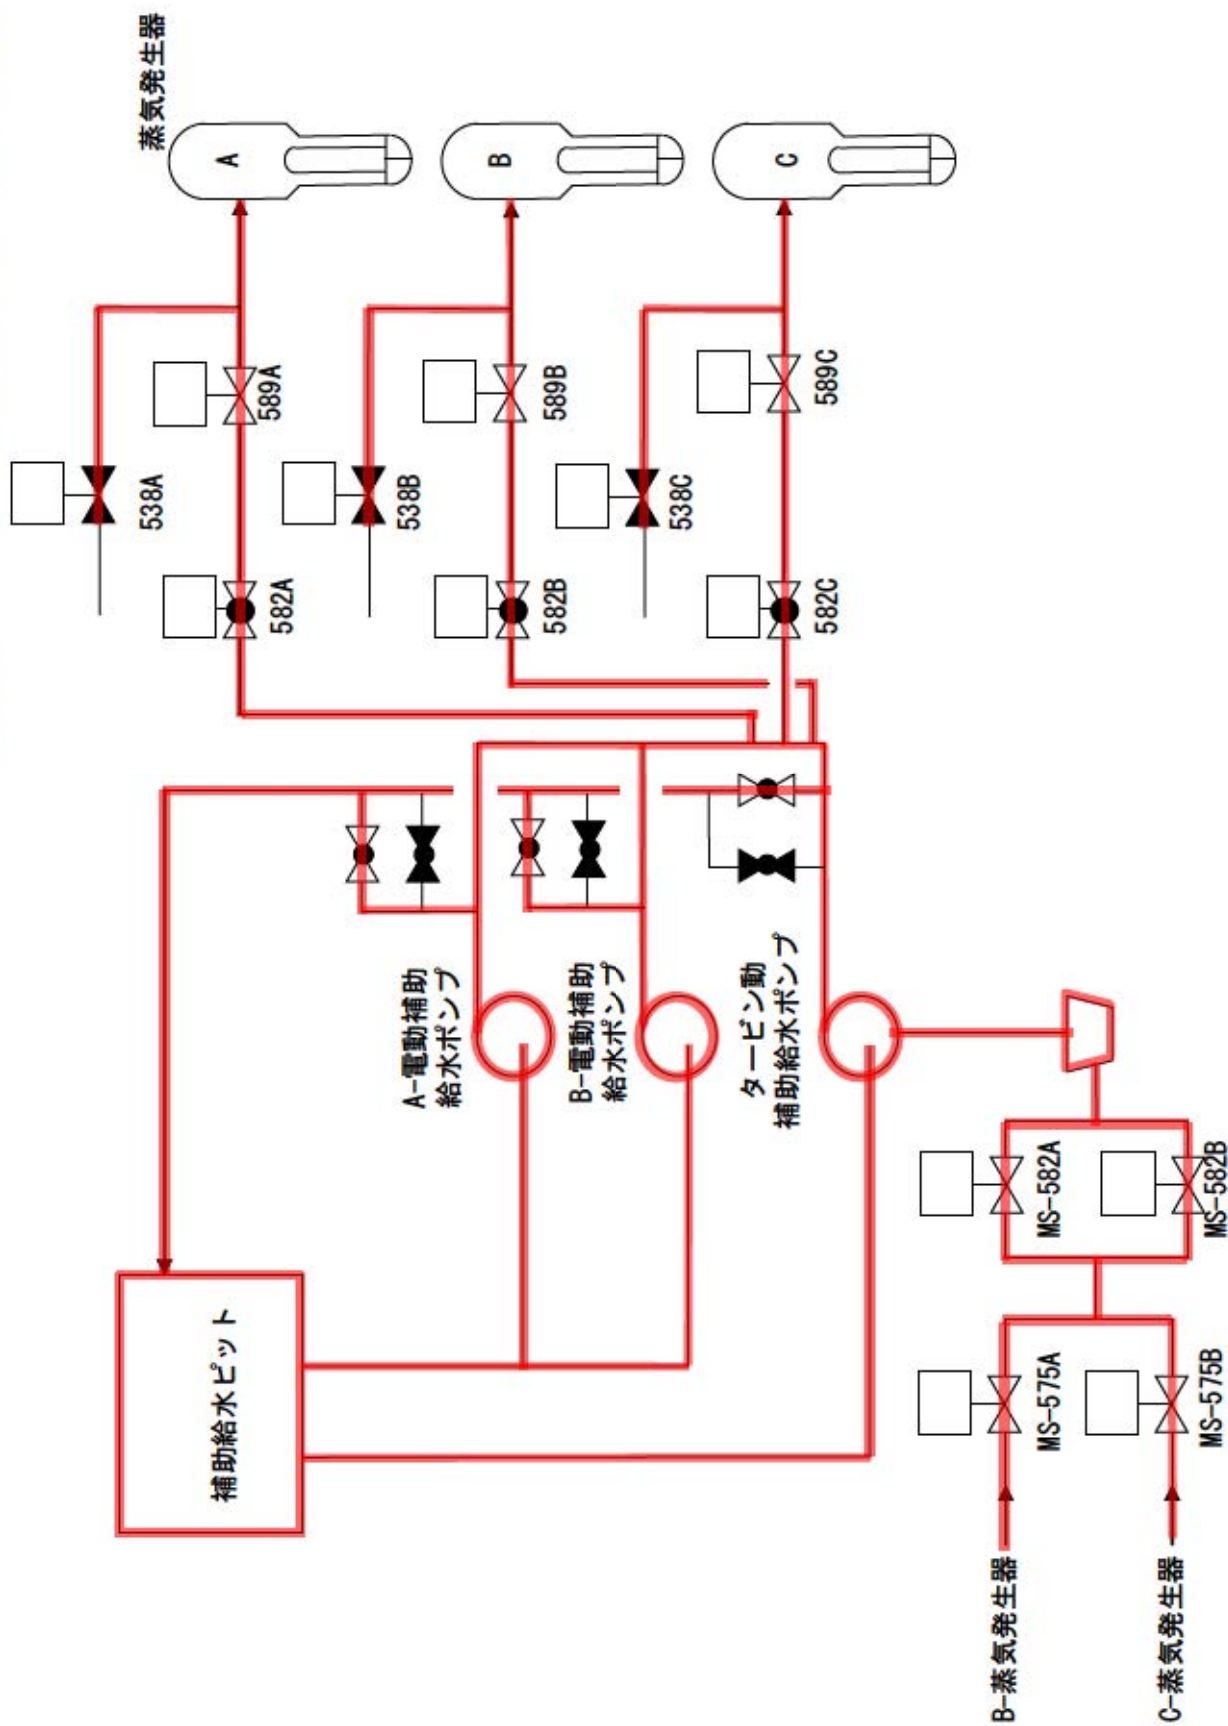 蒸気発生器
A
B
C
589A
538A
582A
589B
538B
582B
589C
538C
582C
A-電動補助
給水ポンプ
B-電動補助
給水ポンプ
タービン動
補助給水ポンプ
補助給水ピット
MS-582A
MS-582B
MS-575A
MS-575B
B-蒸気発生器
C-蒸気発生器